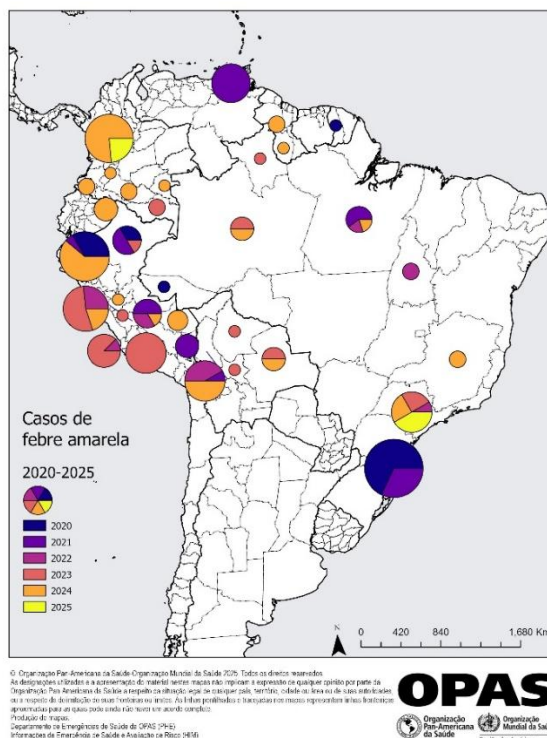 Casos de
febre amarela
2020-2025
2020
2021
2022
2023
2024
2025
N
0 420 840 1.680 Km
© Organização Pan-Americana da Saúde-Organização Mundial da Saúde 2025. Todos os direitos reservados.
As designações utilizadas e a apresentação do material nestes mapas não implicam a expressão de qualquer opinião por parte da
Organização Pan-Americana da Saúde a respeito da situação legal de qualquer país, território, cidade ou área ou de suas autoridades,
ou a respeito da delimitação de suas fronteiras ou limites. As linhas pontilhadas e tracejadas nos mapas representam linhas fronteiriças
aproximadas para as quais pode ainda não haver um acordo completo.
Produção do mapa:
Departamento de Emergências de Saúde da OPAS (PHE)
Informações de Emergência de Saúde e Avaliação de Risco (HIM)
OPAS
Organização
Pan-Americana
da Saúde
Organização
Mundial da Saúde